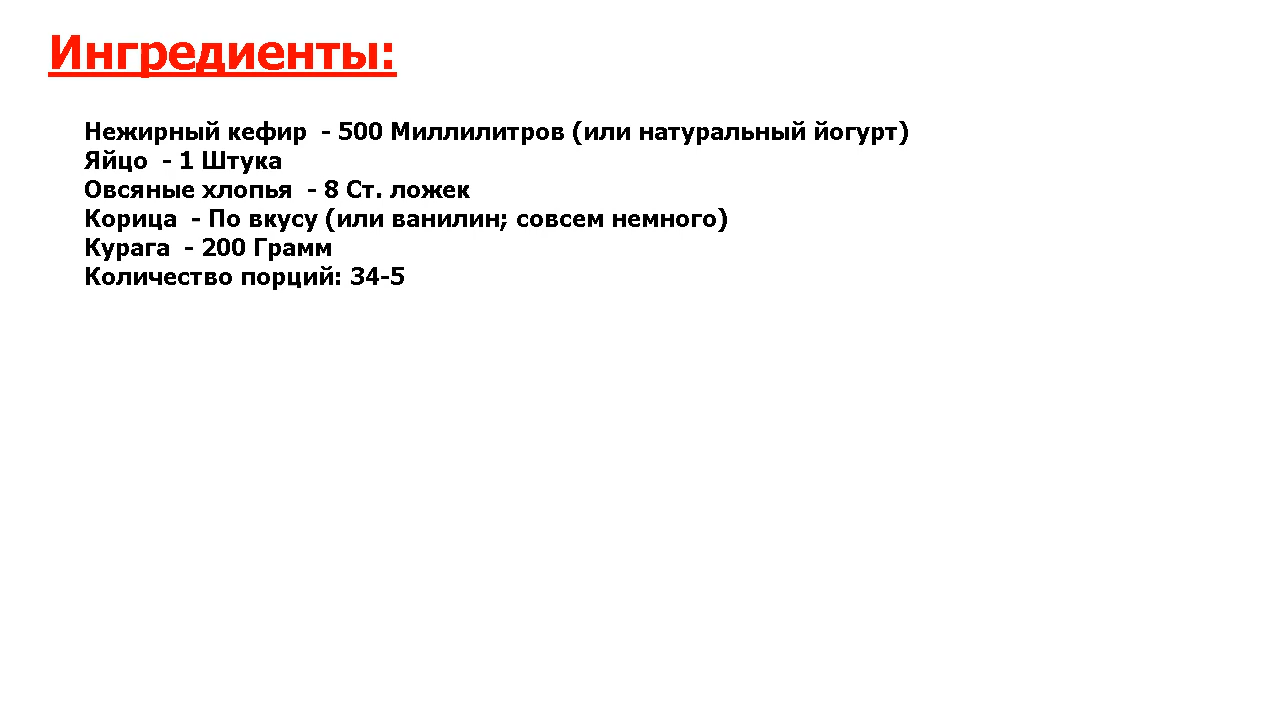 Ингредиенты:
Нежирный кефир  - 500 Миллилитров (или натуральный йогурт)
Яйцо  - 1 Штука
Овсяные хлопья  - 8 Ст. ложек
Корица  - По вкусу (или ванилин; совсем немного)
Курага  - 200 Грамм
Количество порций: 34-5